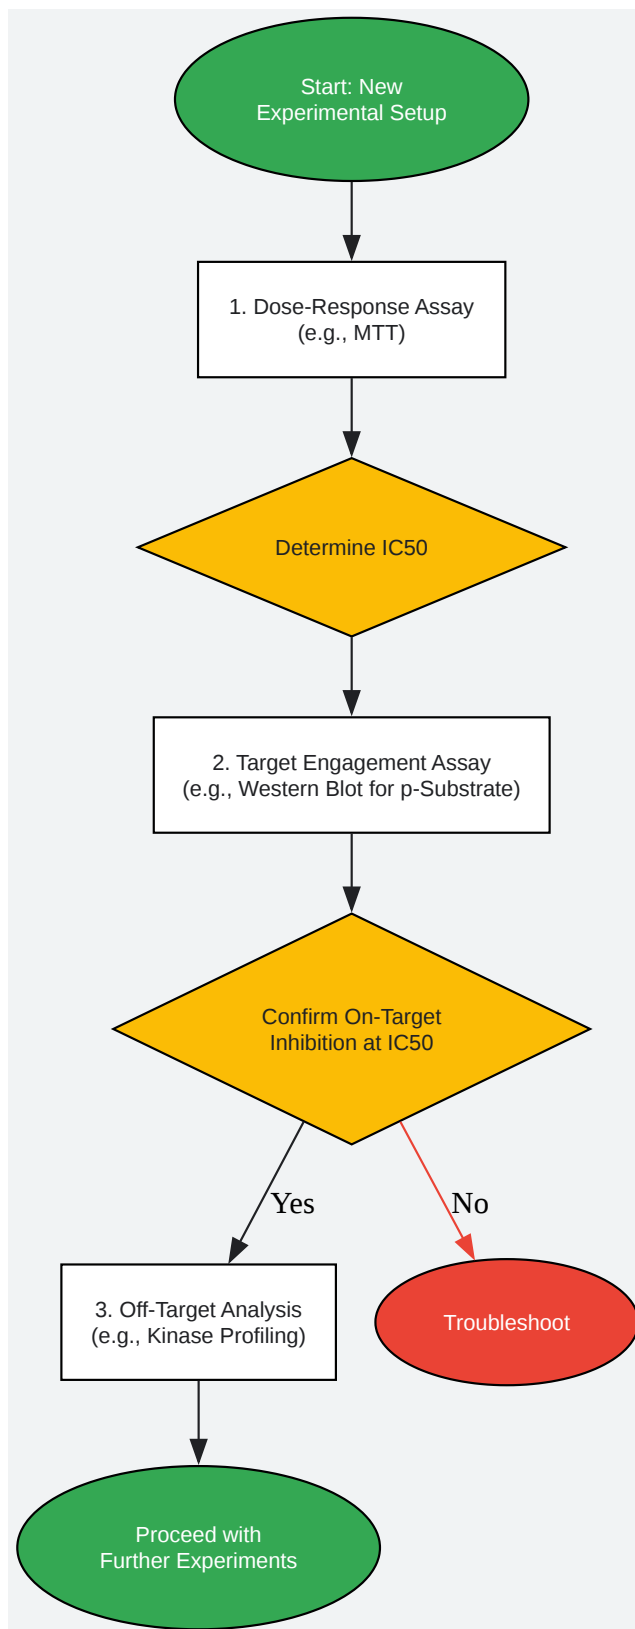 Start: New
Experimental Setup
1. Dose-Response Assay
(e.g., MTT)
Determine IC50
2. Target Engagement Assay
(e.g., Western Blot for p-Substrate)
Confirm On-Target
Inhibition at IC50
Yes
No
3. Off-Target Analysis
(e.g., Kinase Profiling)
Troubleshoot
Proceed with
Further Experiments